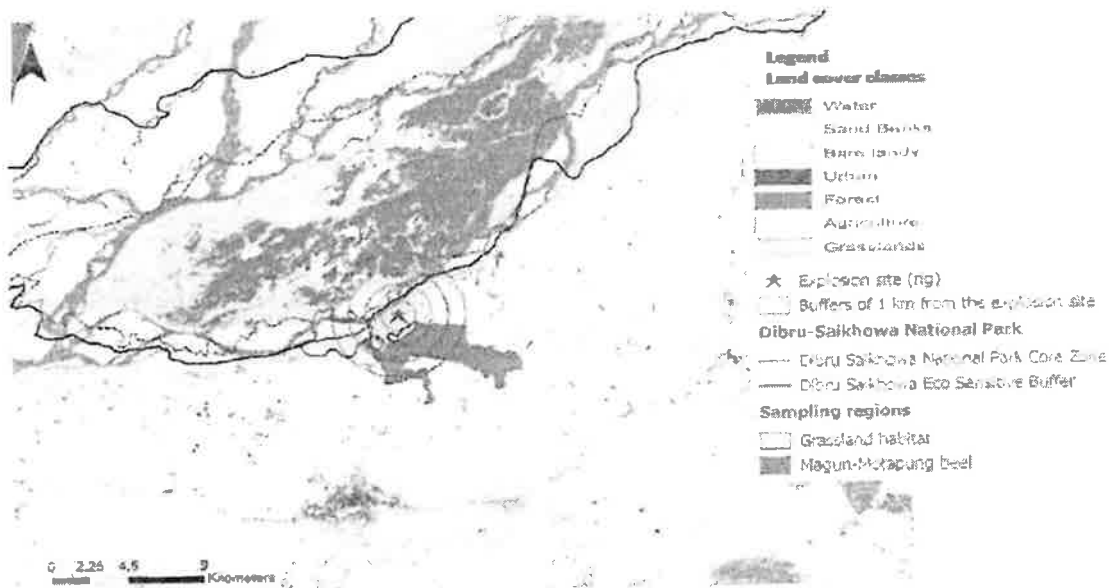 Legend
Land cover classes
Water
Sand Banks
Bare landy
Urban
Forest
Agriculture
Grasslands
Explosion site (rig)
Buffers of 1 km from the explosion site
Dibru-Saikhowa National Park
Dibru Saikhowa National Park Core Zone
Dibru Saikhowa Eco Sensitive Buffer
Sampling regions
Grassland habitat
Magun-Motapung beel
0 2.25 4.5 9
Kilometers